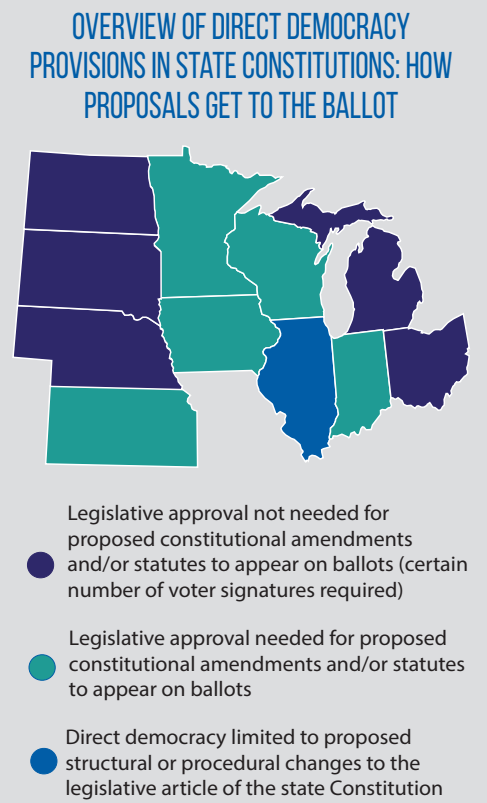 OVERVIEW OF DIRECT DEMOCRACY
PROVISIONS IN STATE CONSTITUTIONS: HOW
PROPOSALS GET TO THE BALLOT
Legislative approval not needed for
proposed constitutional amendments
and/or statutes to appear on ballots (certain
number of voter signatures required)
Legislative approval needed for proposed
constitutional amendments and/or statutes
to appear on ballots
Direct democracy limited to proposed
structural or procedural changes to the
legislative article of the state Constitution